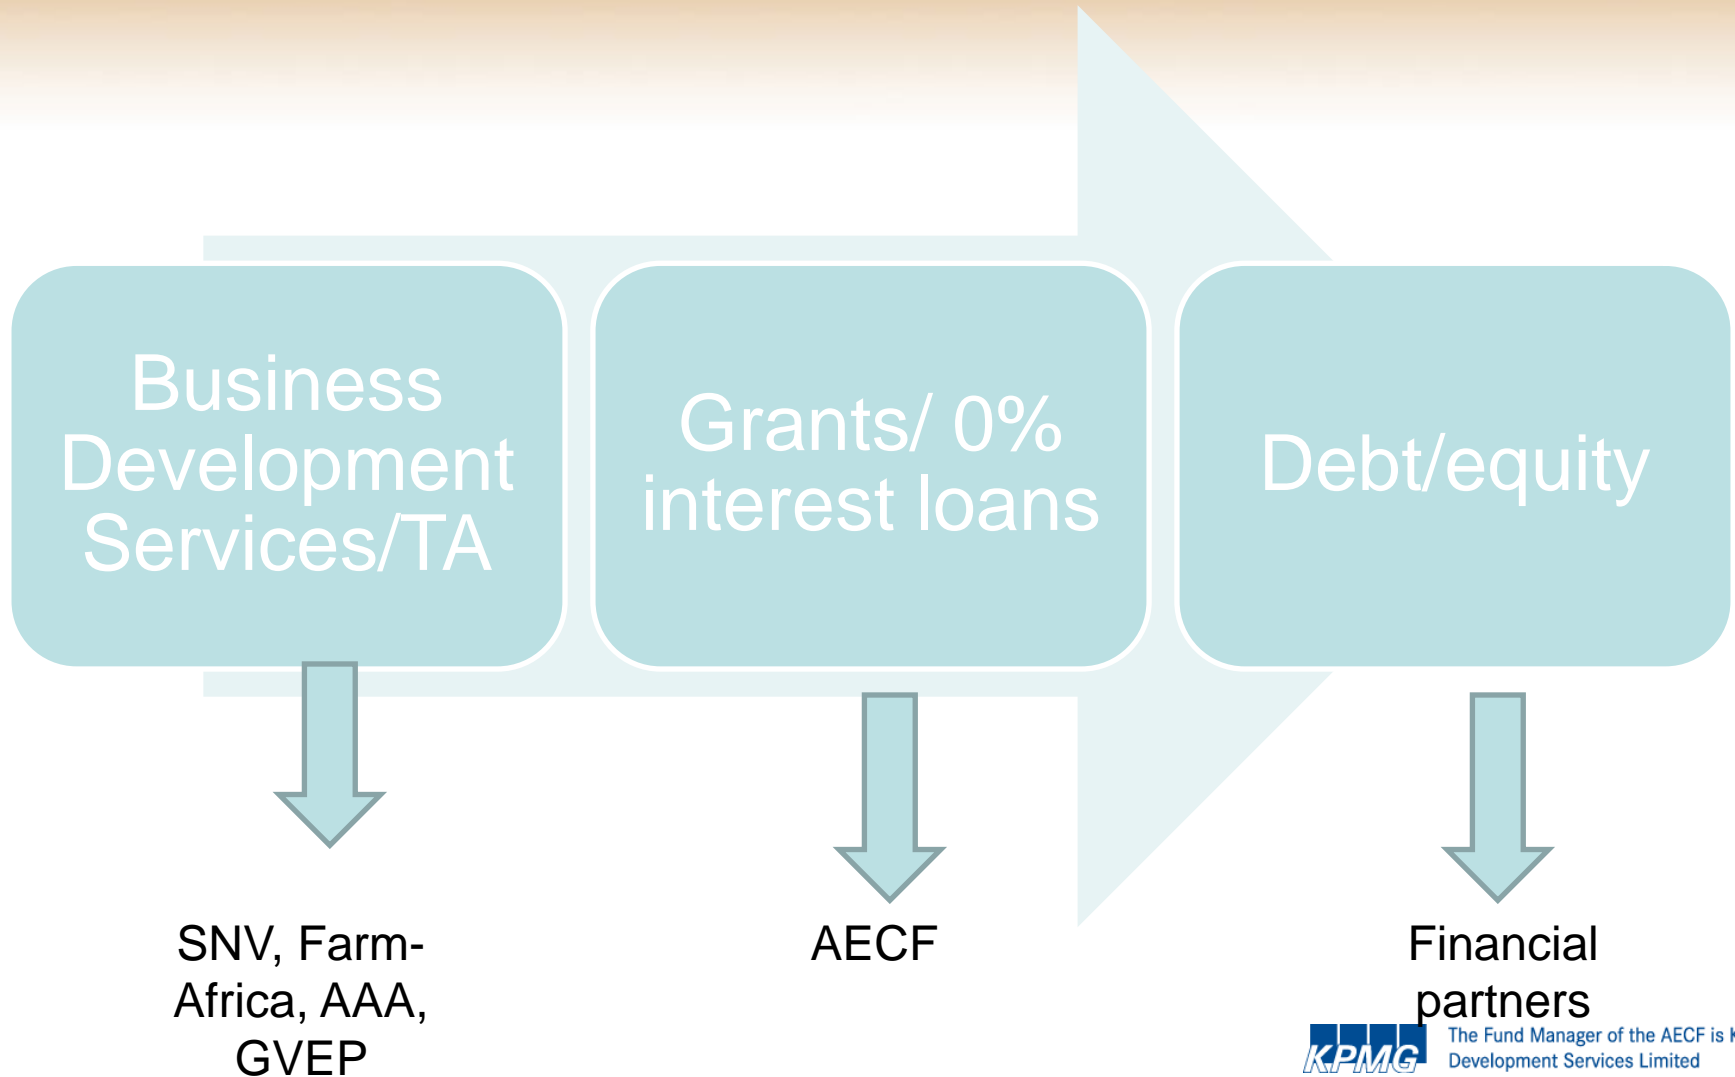 Business
Development
Services/TA
Grants/ 0%
interest loans
Debt/equity
SNV, Farm-
Africa, AAA,
GVEP
AECF
Financial
partners
KPMG
The Fund Manager of the AECF is
Development Services Limited